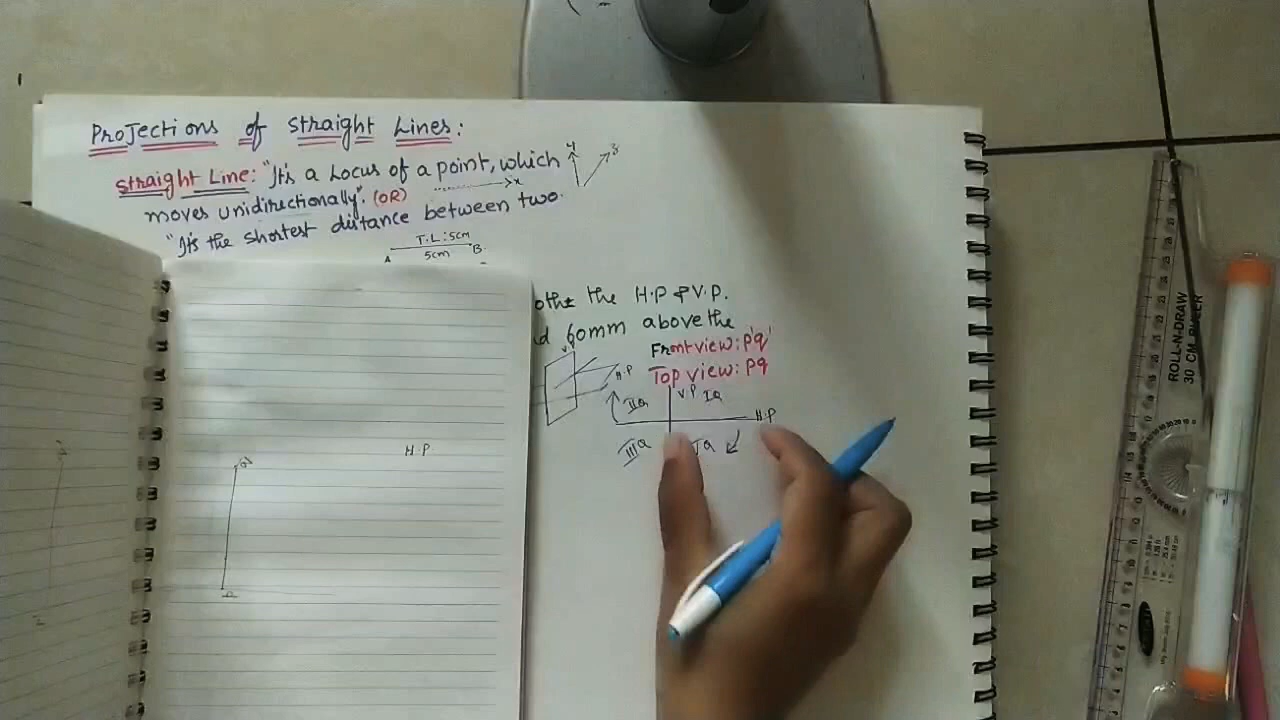 Projections of straight Lines:
straight Line: "It's a Locus of a point, which
moves unidirectionally". (OR)
"It's the shortest distance between two.
x
y
z
T.L: 5cm
A 5cm B.
the H.P & V.P.
60mm above the
Front view: p'q'
Top view: pq
H.P
V.P IQ
IIQ
H.P
IIIQ
H.P
ROLL-N-DRAW
30 CM RULER